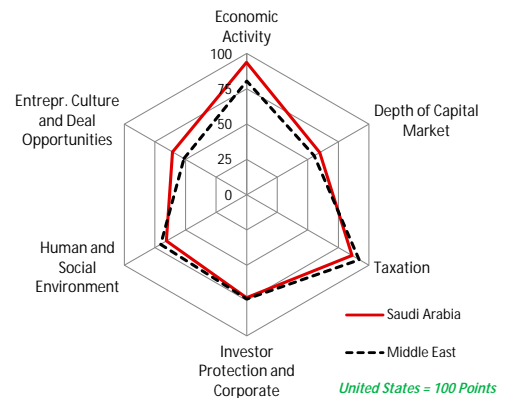 Economic
Activity
100
75
50
25
0
Entrepr. Culture
and Deal
Opportunities
Depth of Capital
Market
Human and
Social
Environment
Taxation
Investor
Protection and
Corporate
Saudi Arabia
Middle East
United States = 100 Points